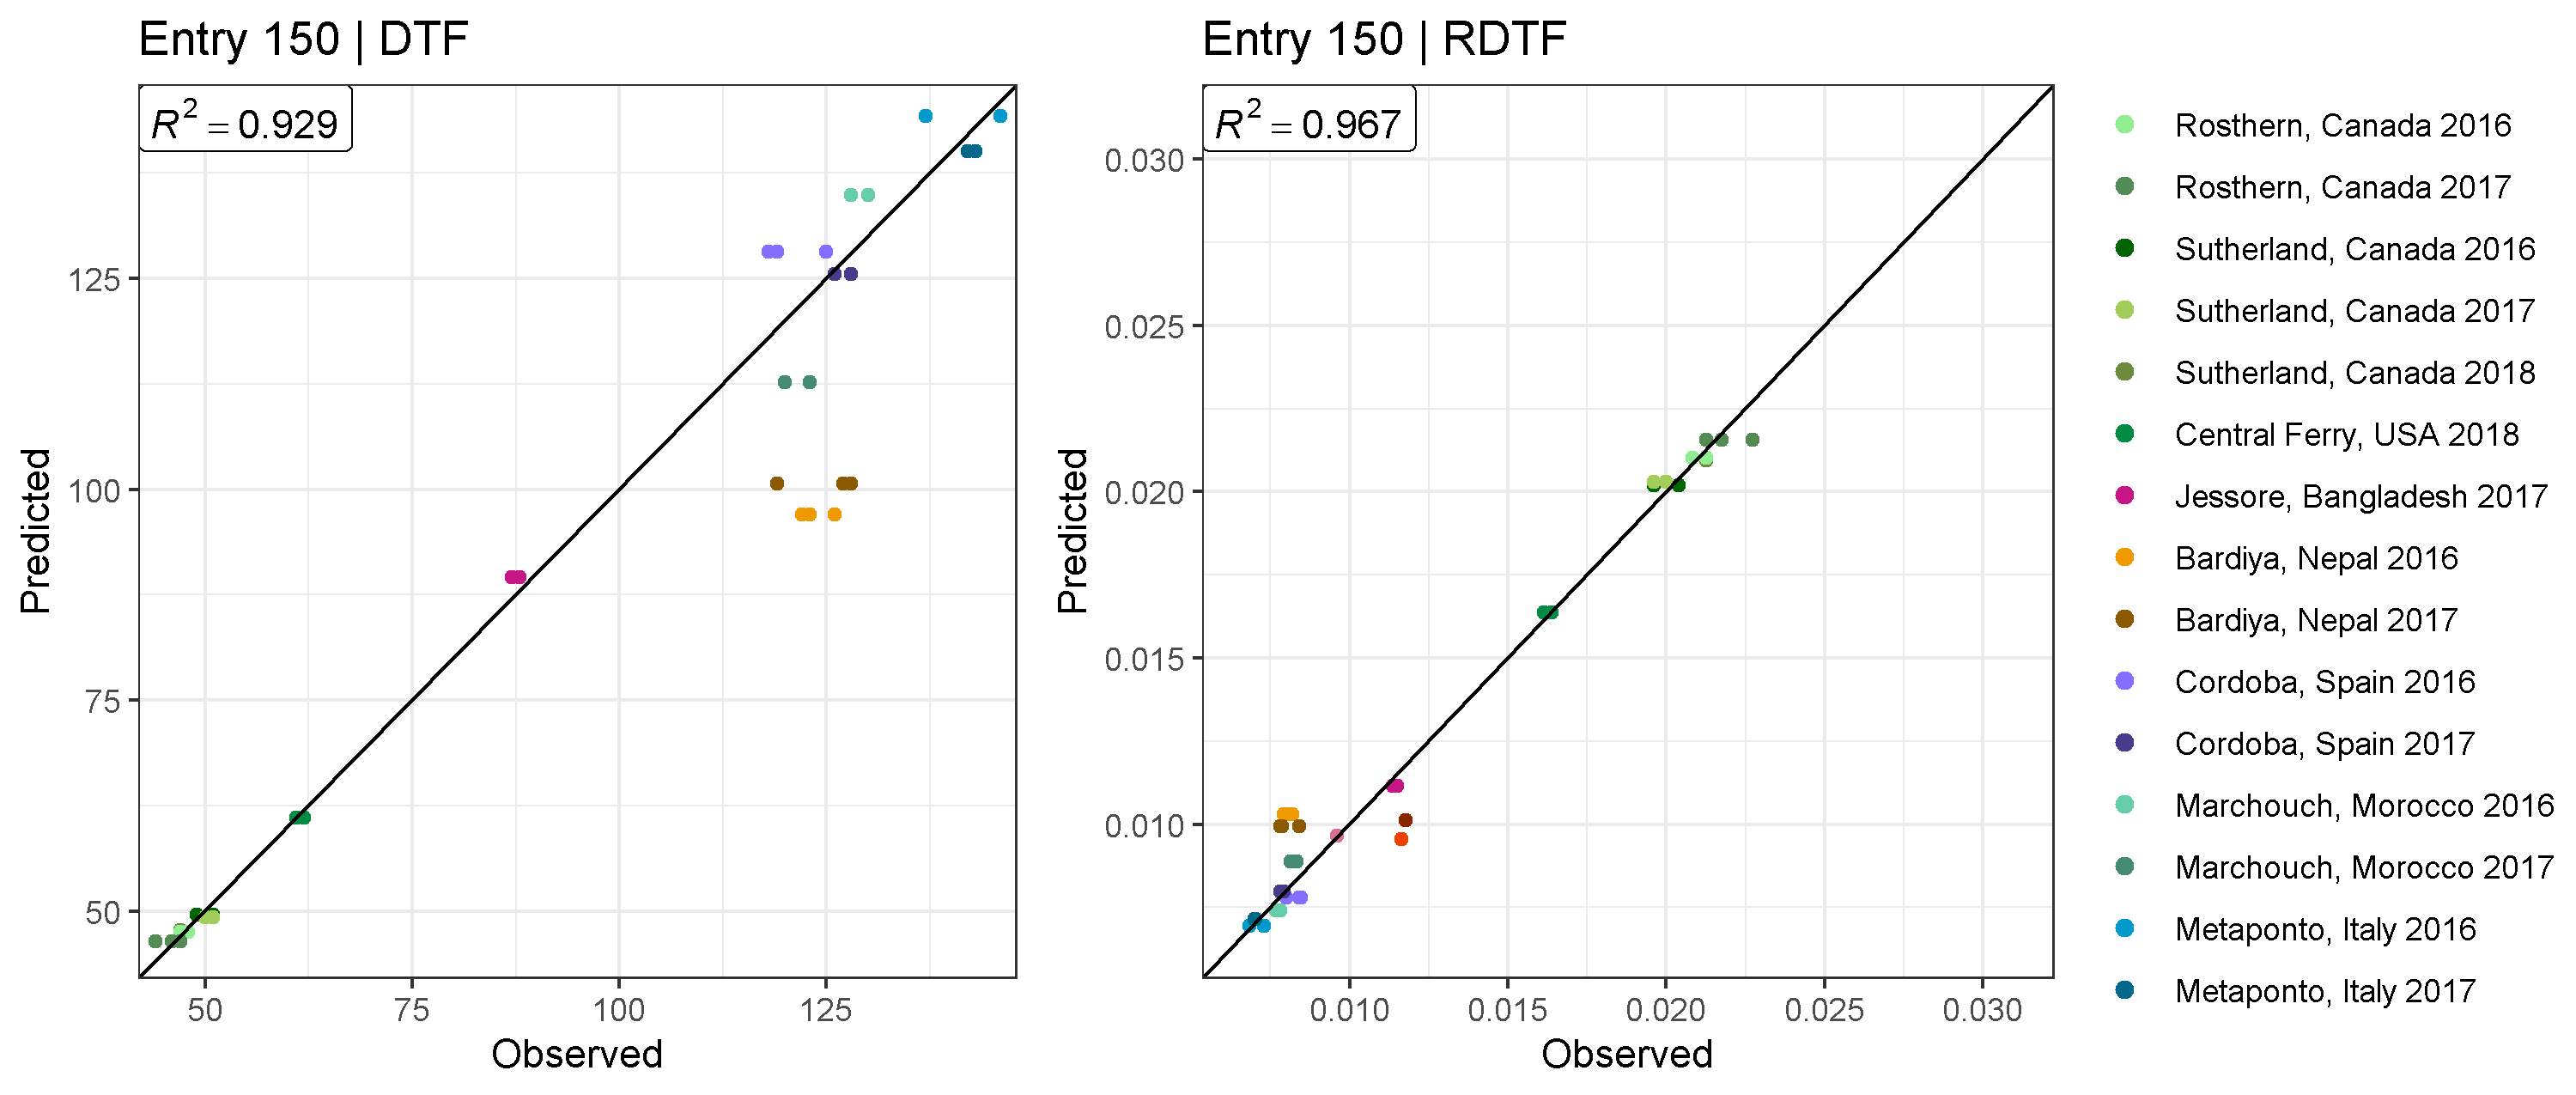 Entry 150 | DTF
R² = 0.929
125
100
75
50
50
75
100
125
Predicted
Observed
Entry 150 | RDTF
R² = 0.967
0.030
0.025
0.020
0.015
0.010
0.010
0.015
0.020
0.025
0.030
Predicted
Observed
Rosthern, Canada 2016
Rosthern, Canada 2017
Sutherland, Canada 2016
Sutherland, Canada 2017
Sutherland, Canada 2018
Central Ferry, USA 2018
Jessore, Bangladesh 2017
Bardiya, Nepal 2016
Bardiya, Nepal 2017
Cordoba, Spain 2016
Cordoba, Spain 2017
Marchouch, Morocco 2016
Marchouch, Morocco 2017
Metaponto, Italy 2016
Metaponto, Italy 2017